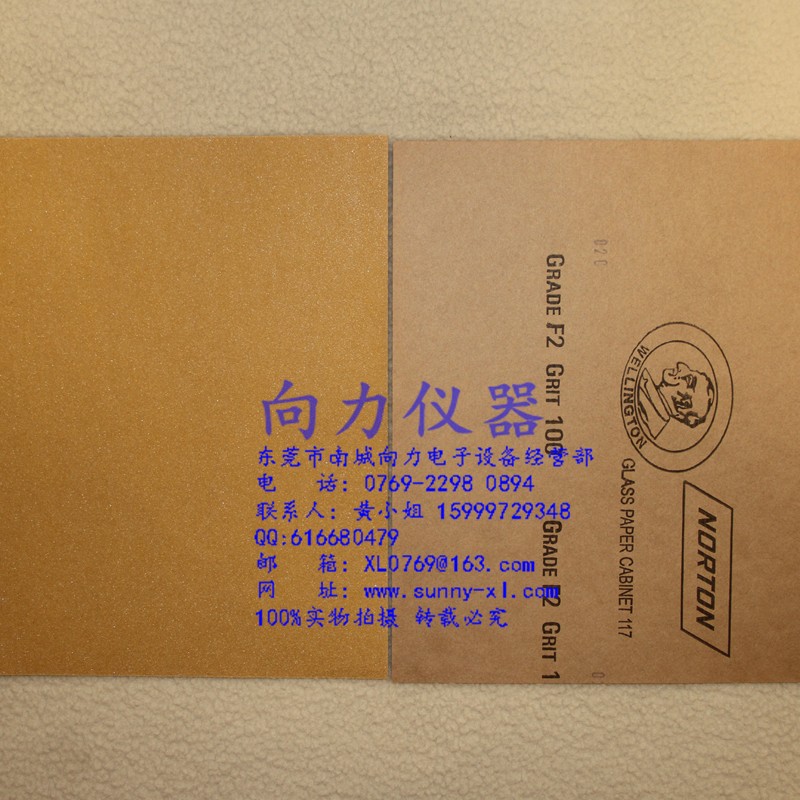 向力仪器
东莞市南城向力电子设备经营部
电 话: 0769-2298 0894
联系人: 黄小姐 15999729348
QQ:616680479
邮 箱: XL0769@163.com
网 址: www.sunny-xl.com
100%实物拍摄 转载必究
020
GRADE F2 GRIT 100 GRADE F2 GRIT 1
WELLINGTON
GLASS PAPER CABINET 117
NORTON